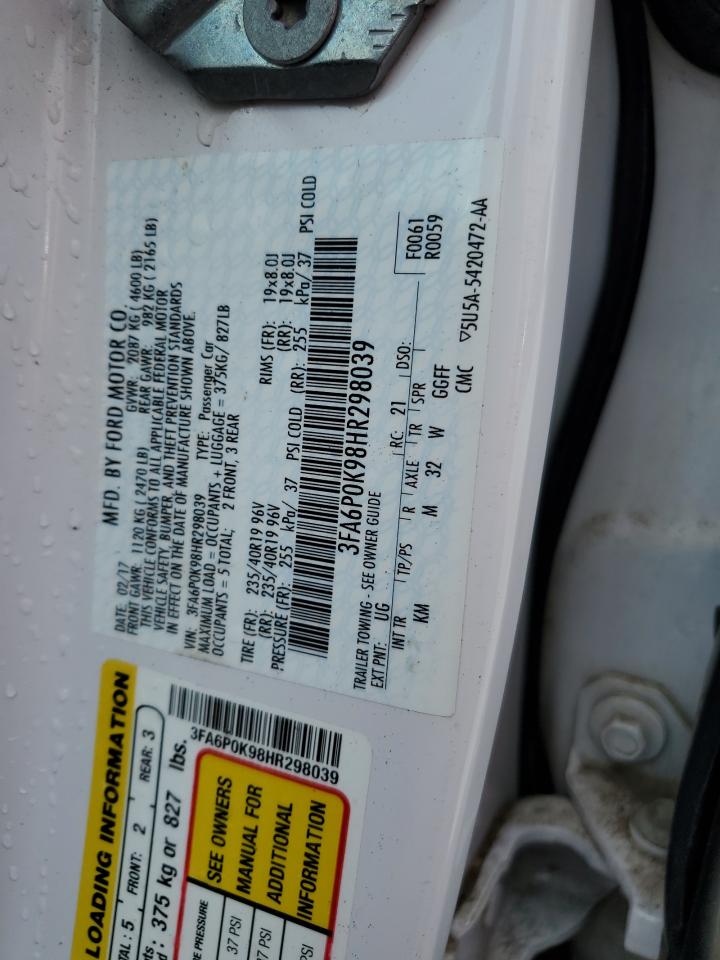 MFD. BY FORD MOTOR CO.
DATE: 02/17 GVWR: 2087 KG ( 4600 LB)
FRONT GAWR: 1120 KG ( 2470 LB) REAR GAWR: 982 KG ( 2165 LB)
THIS VEHICLE CONFORMS TO ALL APPLICABLE FEDERAL MOTOR
VEHICLE SAFETY, BUMPER, AND THEFT PREVENTION STANDARDS
IN EFFECT ON THE DATE OF MANUFACTURE SHOWN ABOVE.
VIN: 3FA6P0K98HR298039 TYPE: Passenger Car
MAXIMUM LOAD = OCCUPANTS + LUGGAGE = 375KG/ 827LB
OCCUPANTS = 5 TOTAL: 2 FRONT, 3 REAR
TIRE (FR): 235/40R19 96V RIMS (FR): 19x8.0J
(RR): 235/40R19 96V (RR): 19x8.0J
PRESSURE (FR): 255 kPa/ 37 PSI COLD (RR): 255 kPa/ 37 PSI COLD
3FA6P0K98HR298039
TRAILER TOWING - SEE OWNER GUIDE F0061
EXT PNT: UG RC: 21 DSO: R0059
INT TR TP/PS R AXLE TR SPR
KM M 32 W GGFF
CMC ▽5U5A-5420472-AA
LOADING INFORMATION
TAL : 5 FRONT: 2 REAR: 3
d : 375 kg or 827 lbs.
3FA6P0K98HR298039
E PRESSURE SEE OWNERS
37 PSI MANUAL FOR
37 PSI ADDITIONAL
PSI INFORMATION